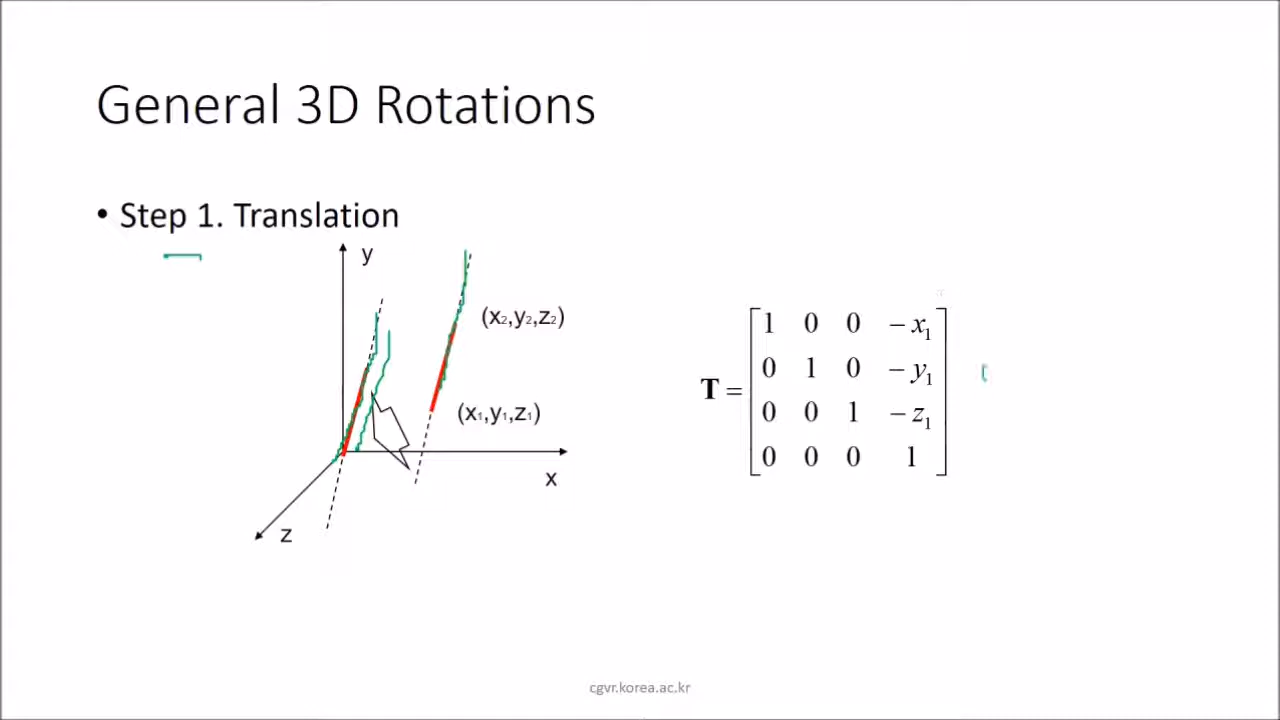 General 3D Rotations
• Step 1. Translation
y
(x₂,y₂,z₂)
(x₁,y₁,z₁)
x
z
T =
1 0 0 − x₁
0 1 0 − y₁
0 0 1 − z₁
0 0 0 1
cgvr.korea.ac.kr